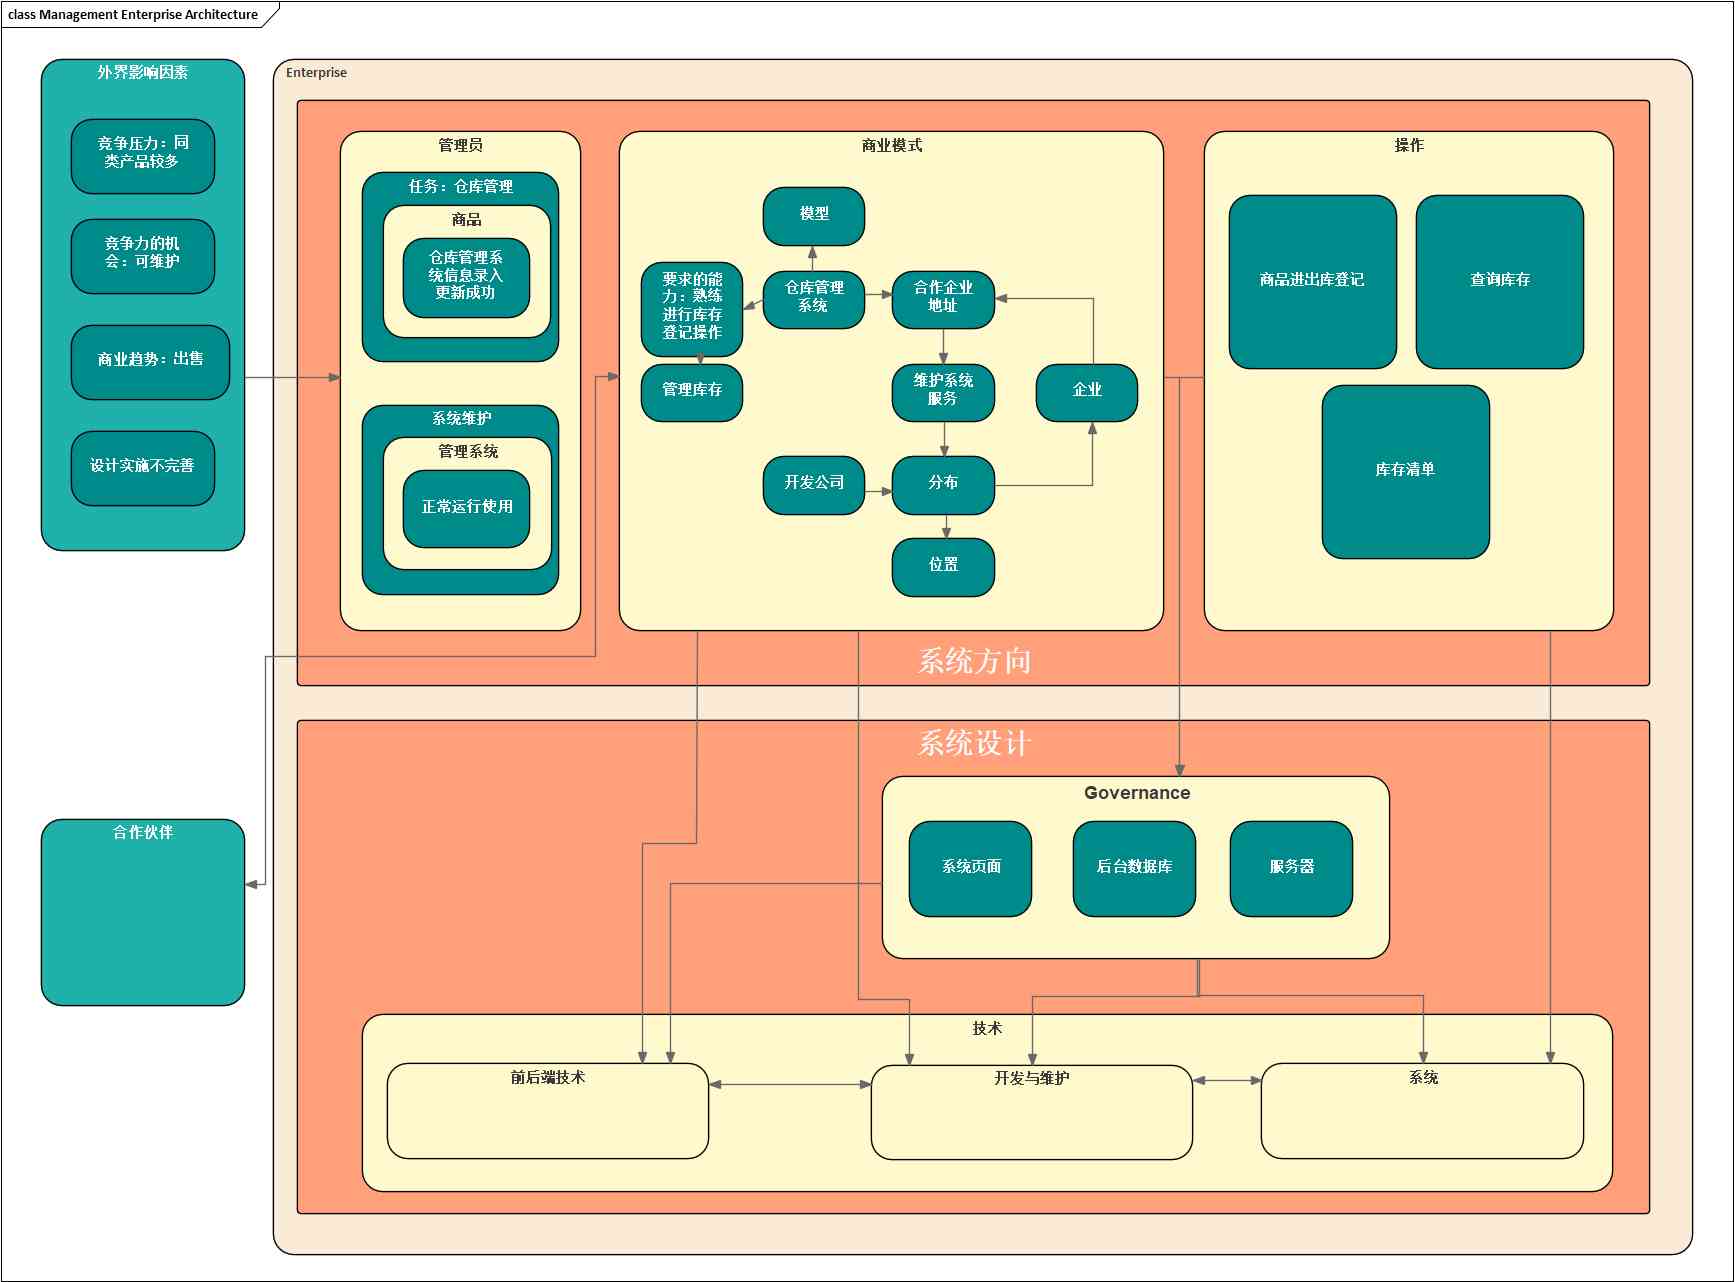 class Management Enterprise Architecture
外界影响因素
竞争压力：同
类产品较多
竞争力的机
会：可维护
商业趋势：出售
设计实施不完善
合作伙伴
Enterprise
管理员
任务：仓库管理
商品
仓库管理系
统信息录入
更新成功
系统维护
管理系统
正常运行使用
商业模式
模型
要求的能
力：熟练
进行库存
登记操作
仓库管理
系统
合作企业
地址
管理库存
维护系统
服务
企业
开发公司
分布
位置
操作
商品进出库登记
查询库存
库存清单
系统方向
系统设计
Governance
系统页面
后台数据库
服务器
技术
前后端技术
开发与维护
系统